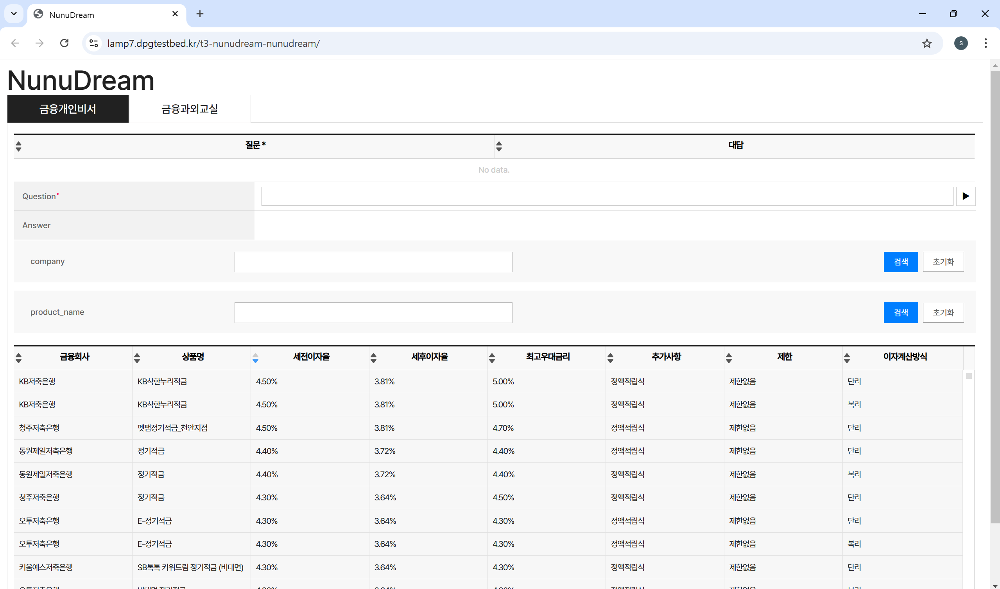 NunuDream
lamp7.dpgtestbed.kr/t3-nunudream-nunudream/
S
NunuDream
금융개인비서 금융과외교실
질문 * 대답
No data.
Question•
Answer
company 검색 초기화
product_name 검색 초기화
금융회사 상품명 세전이자율 세후이자율 최고우대금리 추가사항 제한 이자계산방식
KB저축은행 KB착한누리적금 4.50% 3.81% 5.00% 정액적립식 제한없음 단리
KB저축은행 KB착한누리적금 4.50% 3.81% 5.00% 정액적립식 제한없음 복리
청주저축은행 펫팸정기적금_천안지점 4.50% 3.81% 4.70% 정액적립식 제한없음 단리
동원제일저축은행 정기적금 4.40% 3.72% 4.40% 정액적립식 제한없음 단리
동원제일저축은행 정기적금 4.40% 3.72% 4.40% 정액적립식 제한없음 복리
청주저축은행 정기적금 4.30% 3.64% 4.50% 정액적립식 제한없음 단리
오투저축은행 E-정기적금 4.30% 3.64% 4.30% 정액적립식 제한없음 단리
오투저축은행 E-정기적금 4.30% 3.64% 4.30% 정액적립식 제한없음 복리
키움예스저축은행 SB톡톡 키워드림 정기적금 (비대면) 4.30% 3.64% 4.30% 정액적립식 제한없음 단리